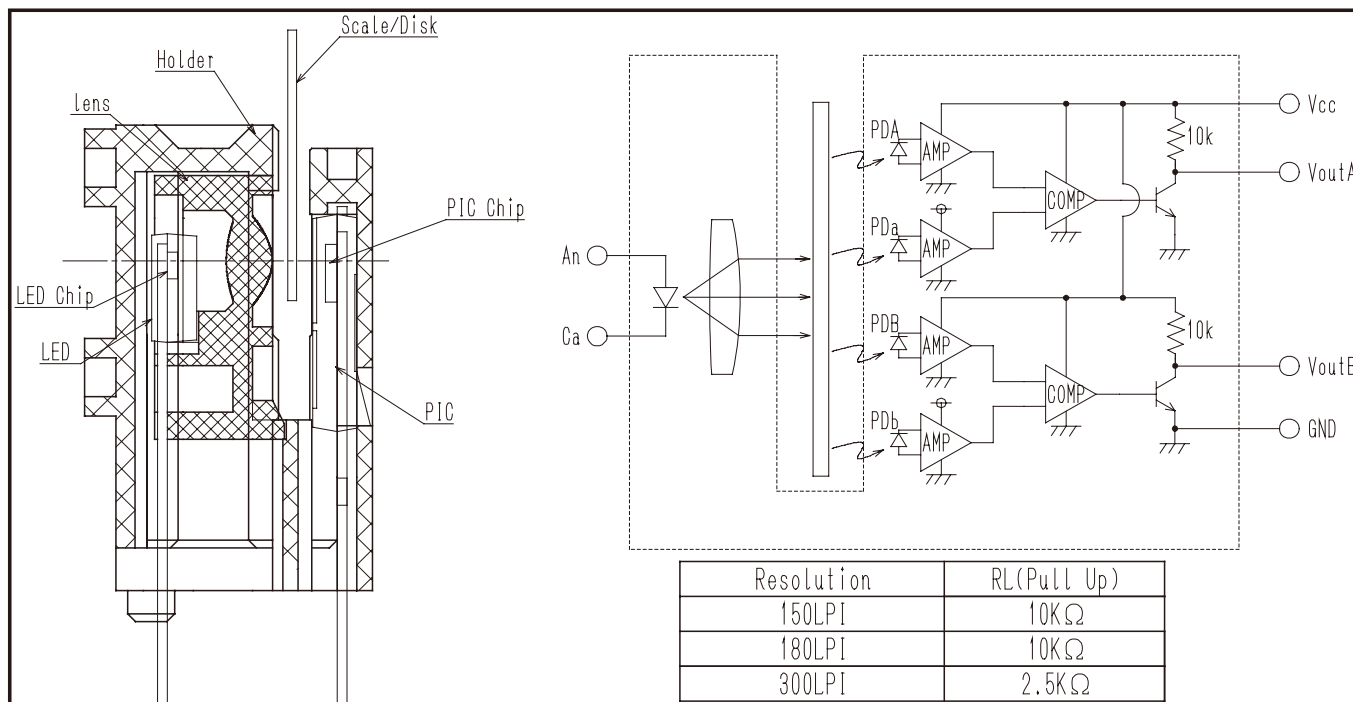 Scale/Disk
Holder
lens
PIC Chip
LED Chip
LED
PIC
An
Ca
PDA
AMP
PDa
AMP
COMP
10k
Vcc
VoutA
PDB
AMP
PDb
AMP
COMP
10k
VoutB
GND
Resolution RL(Pull Up)
150LPI 10KΩ
180LPI 10KΩ
300LPI 2.5KΩ